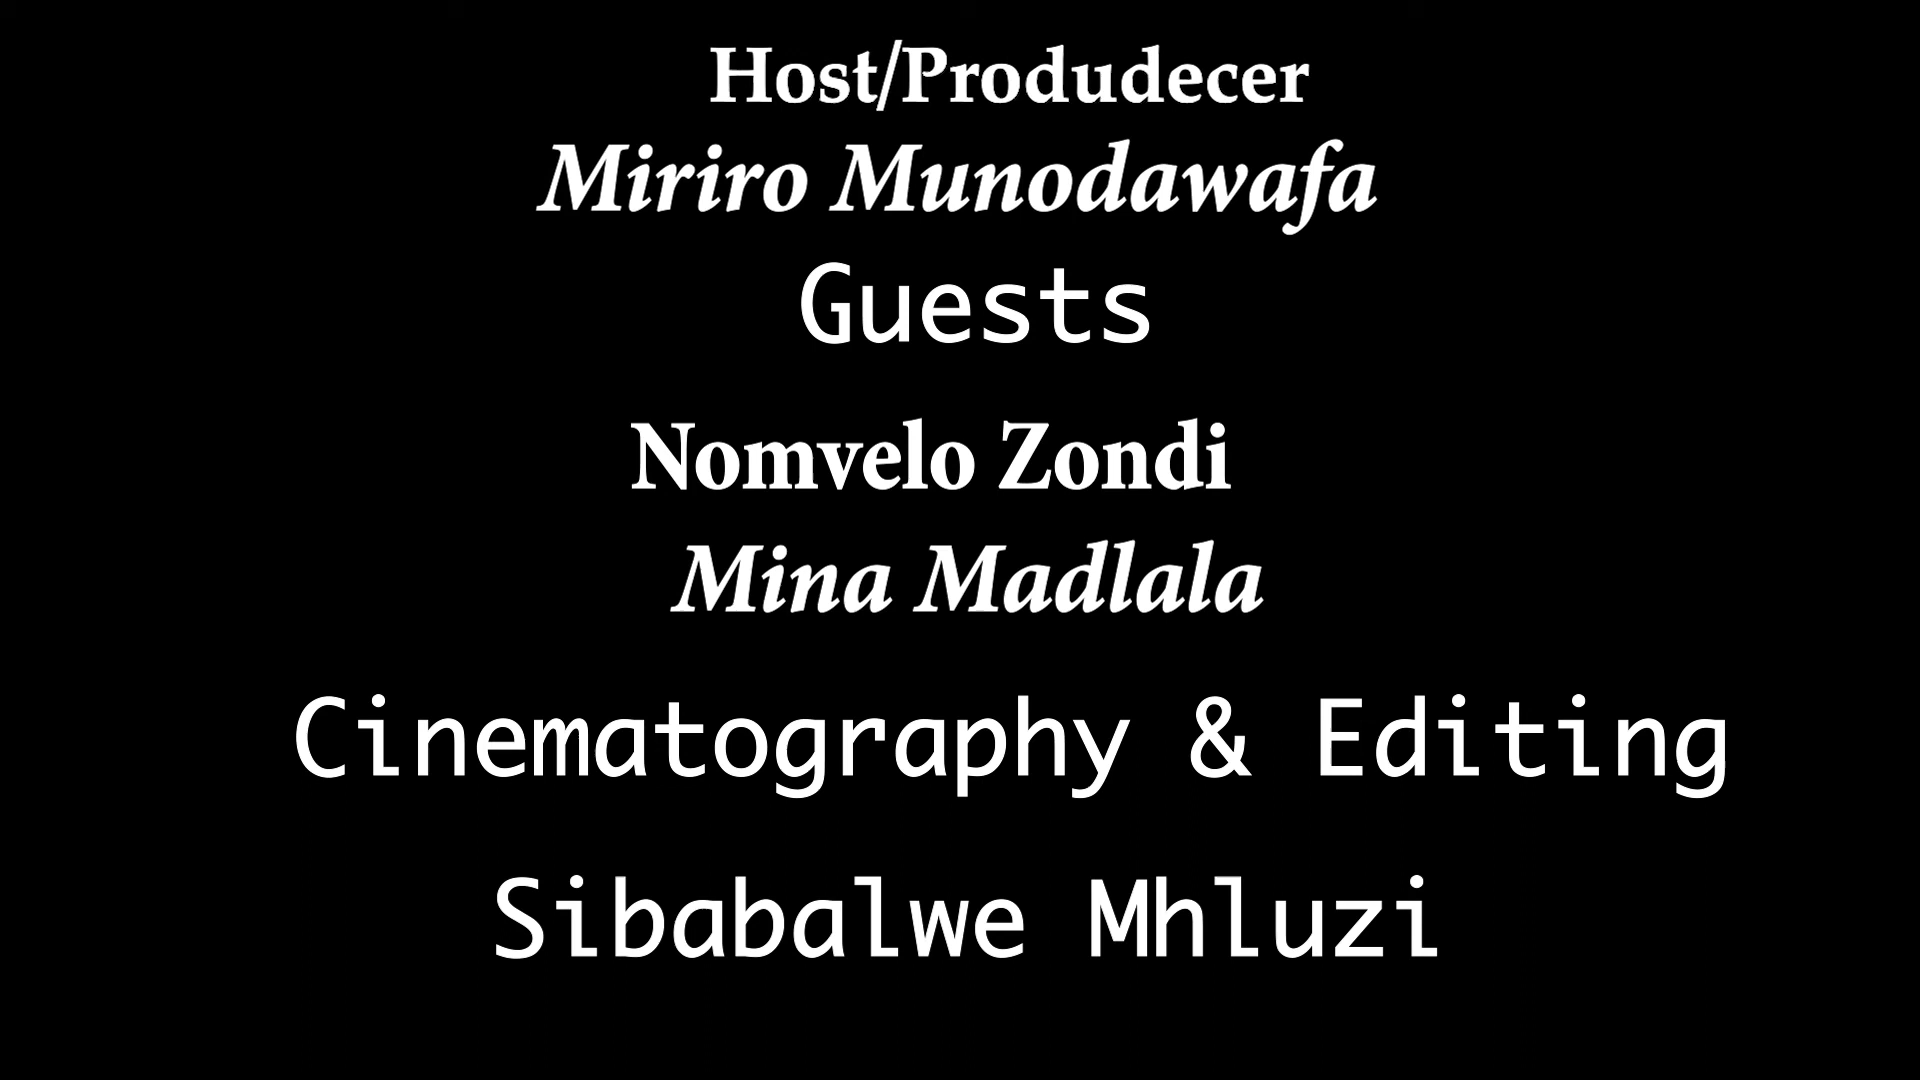 Host/Produdecer
Miriro Munodawafa
Guests
Nomvelo Zondi
Mina Madlala
Cinematography & Editing
Sibabalwe Mhluzi